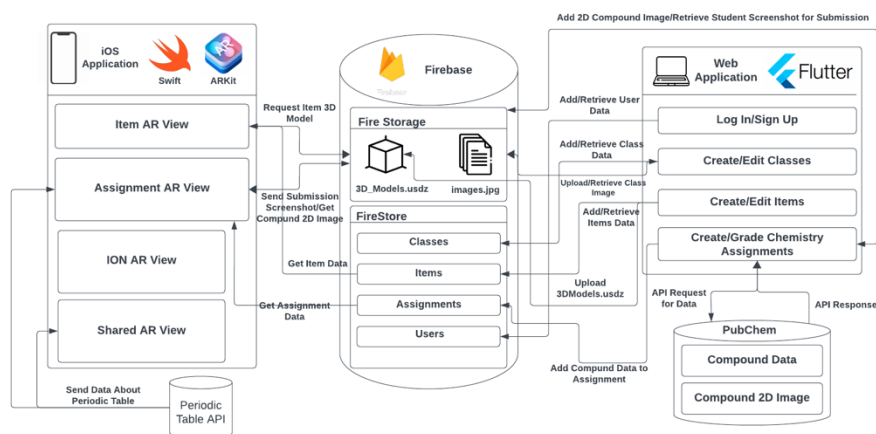 Add 2D Compound Image/Retrieve Student Screenshot for Submission
iOS
Application
Swift
ARKit
Item AR View
Assignment AR View
ION AR View
Shared AR View
Send Data About
Periodic Table
Periodic
Table API
Request Item 3D
Model
Send Submission
Screenshot/Get
Compund 2D Image
Get Item Data
Get Assignment
Data
Firebase
Firebase
Fire Storage
3D_Models.usdz
images.jpg
FireStore
Classes
Items
Assignments
Users
Add/Retrieve User
Data
Add/Retrieve Class
Data
Upload/Retrieve Class
Image
Add/Retrieve
Items Data
Upload
3DModels.usdz
Add Compund Data to
Assignment
Web
Application
Flutter
Log In/Sign Up
Create/Edit Classes
Create/Edit Items
Create/Grade Chemistry
Assignments
API Request
for Data
API Response
PubChem
Compound Data
Compound 2D Image